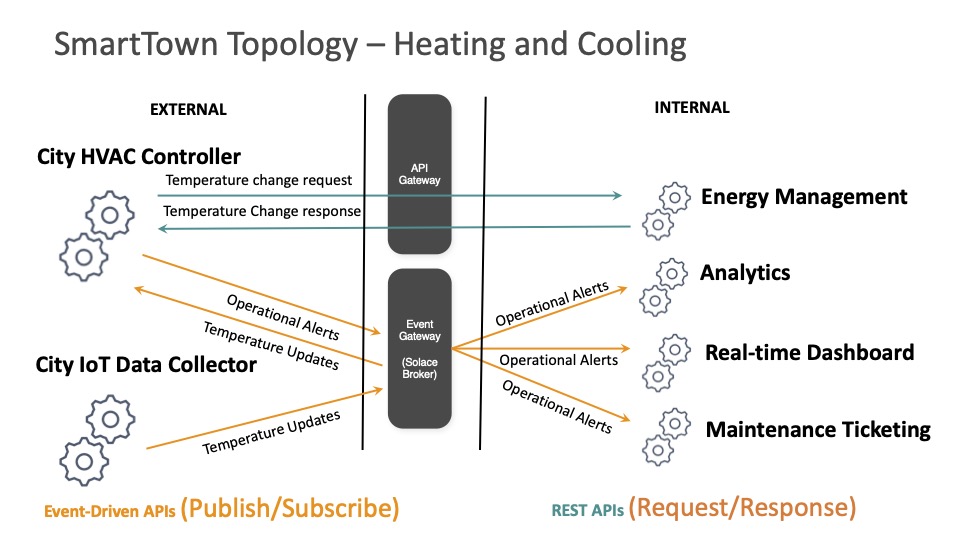 SmartTown Topology – Heating and Cooling
EXTERNAL
INTERNAL
City HVAC Controller
API
Gateway
Temperature change request
Energy Management
Temperature Change response
Analytics
Operational Alerts
Operational Alerts
Event
Gateway
(Solace
Broker)
Temperature Updates
Real-time Dashboard
Operational Alerts
City IoT Data Collector
Operational Alerts
Temperature Updates
Maintenance Ticketing
Event-Driven APIs (Publish/Subscribe)
REST APIs (Request/Response)